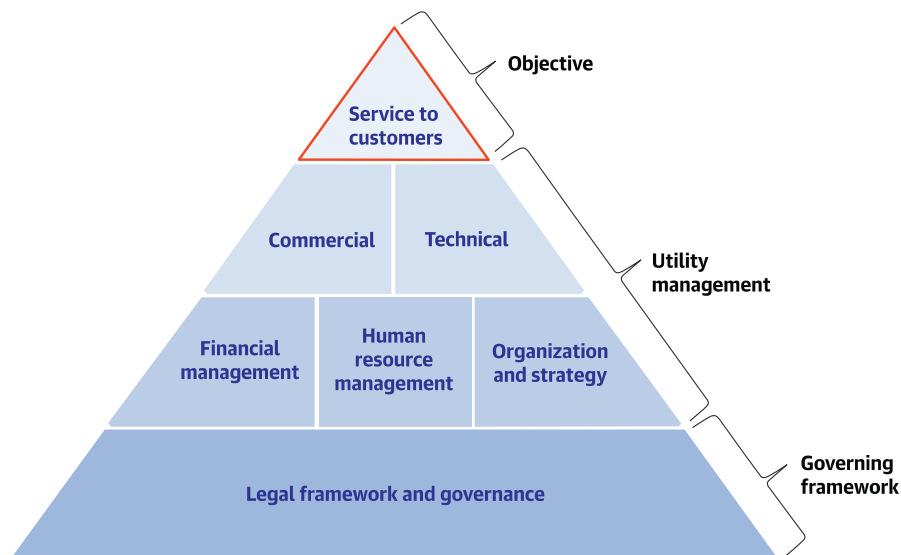 Objective
Service to
customers
Commercial
Technical
Utility
management
Financial
management
Human
resource
management
Organization
and strategy
Governing
framework
Legal framework and governance